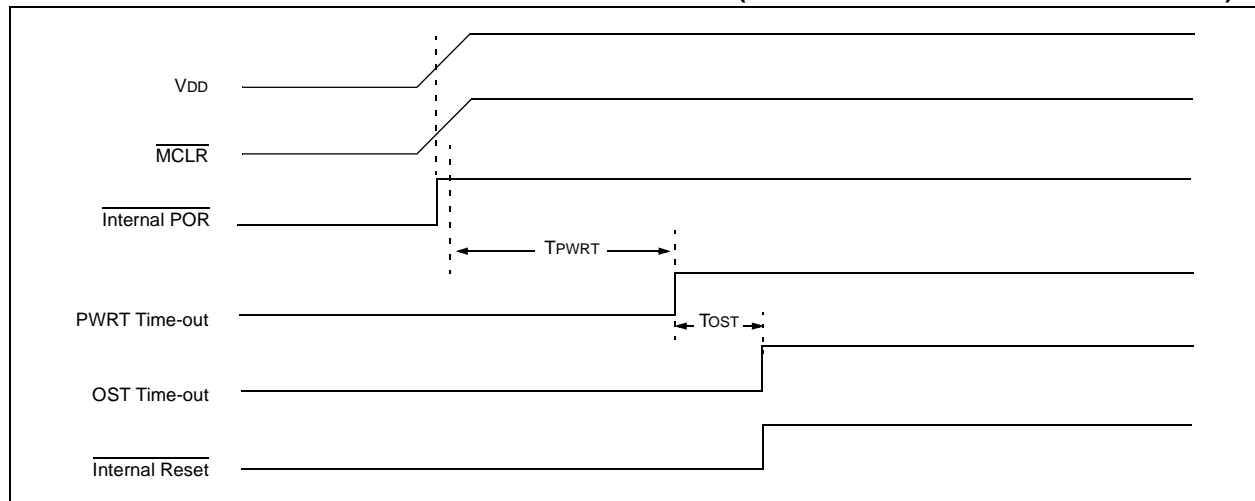 VDD
MCLR
Internal POR
TPWRT
PWRT Time-out
TOST
OST Time-out
Internal Reset